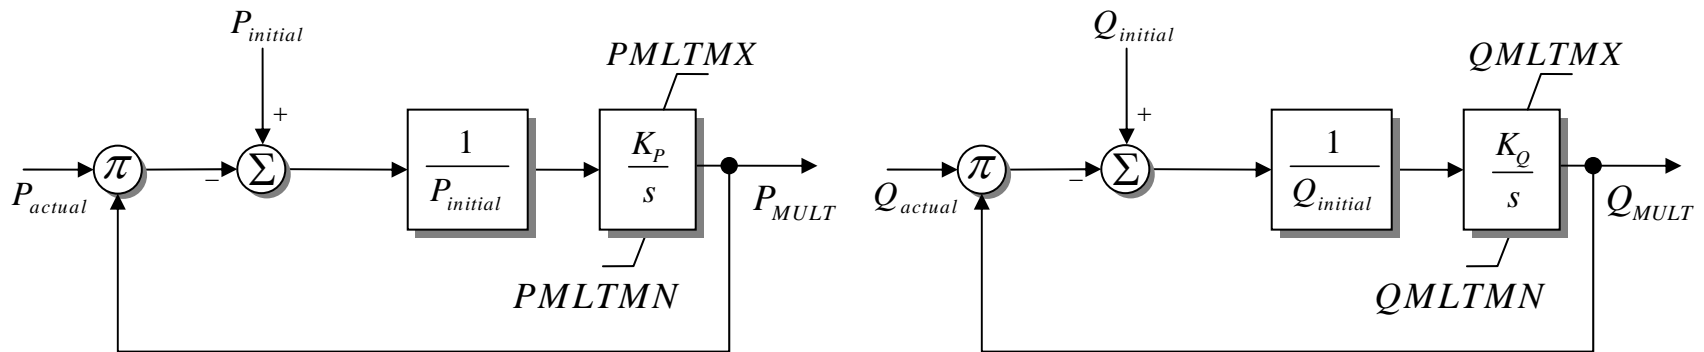 P_initial
PMLTMX
+
π
−
Σ
1
P_initial
K_P
s
P_actual
P_MULT
PMLTMN
Q_initial
QMLTMX
+
π
−
Σ
1
Q_initial
K_Q
s
Q_actual
Q_MULT
QMLTMN